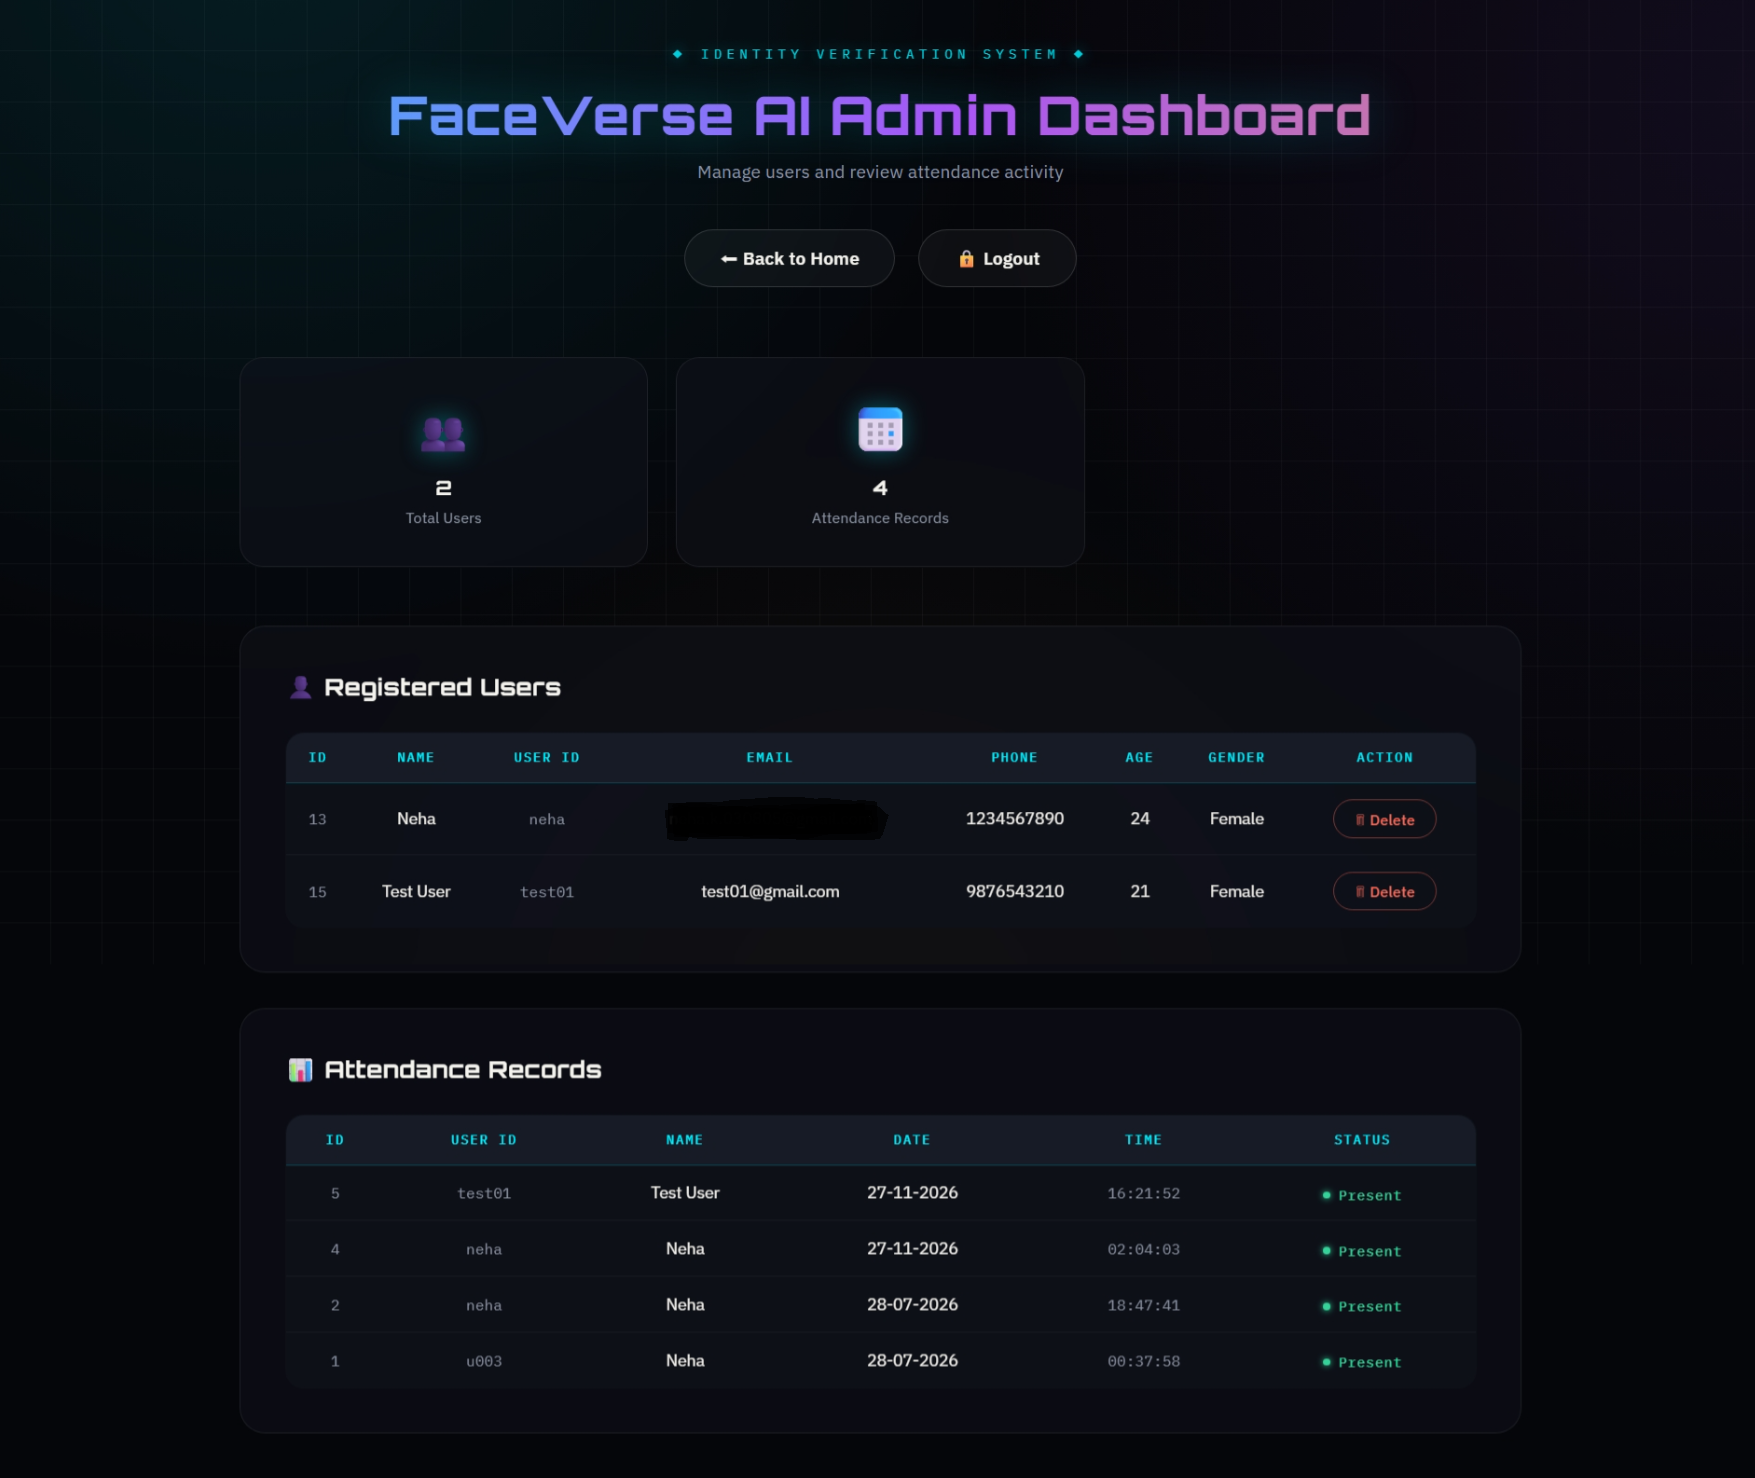 ◆ IDENTITY VERIFICATION SYSTEM ◆
FaceVerse AI Admin Dashboard
Manage users and review attendance activity
← Back to Home
🔒 Logout
2
Total Users
4
Attendance Records
Registered Users
ID NAME USER ID EMAIL PHONE AGE GENDER ACTION
13 Neha neha 1234567890 24 Female Delete
15 Test User test01 test01@gmail.com 9876543210 21 Female Delete
Attendance Records
ID USER ID NAME DATE TIME STATUS
5 test01 Test User 27-11-2026 16:21:52 Present
4 neha Neha 27-11-2026 02:04:03 Present
2 neha Neha 28-07-2026 18:47:41 Present
1 u003 Neha 28-07-2026 00:37:58 Present